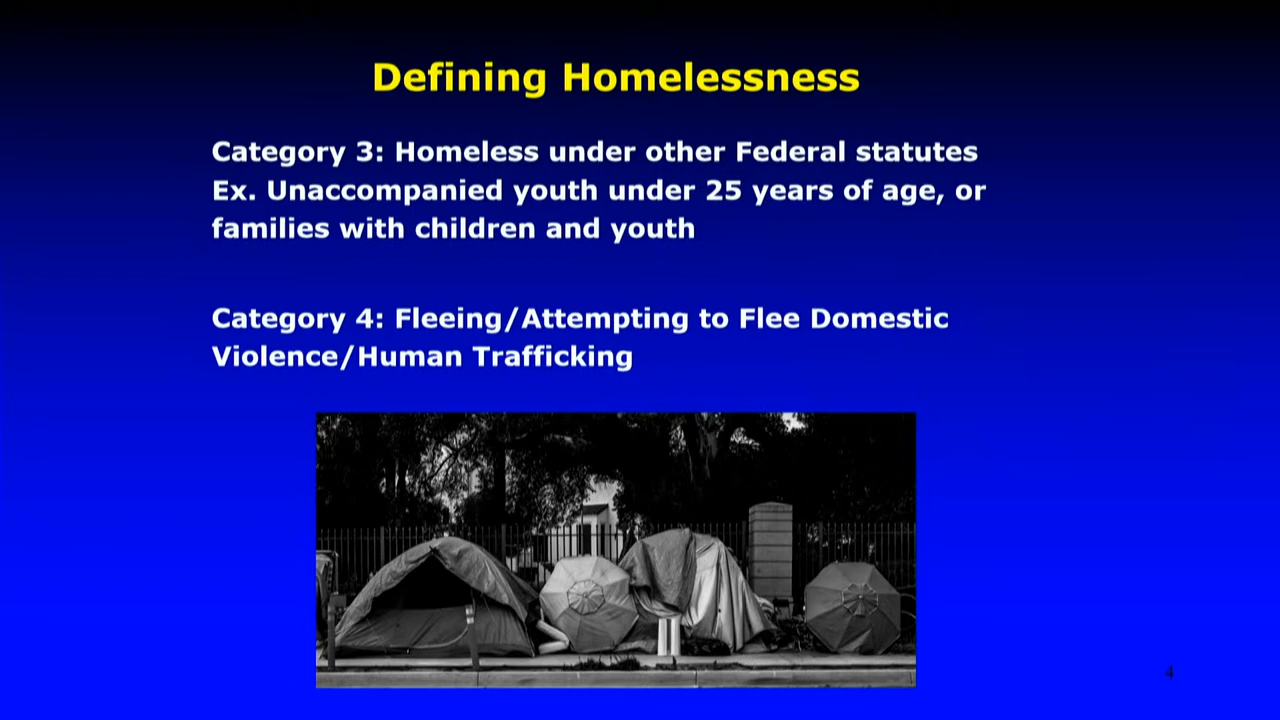 Defining Homelessness
Category 3: Homeless under other Federal statutes
Ex. Unaccompanied youth under 25 years of age, or
families with children and youth
Category 4: Fleeing/Attempting to Flee Domestic
Violence/Human Trafficking
4